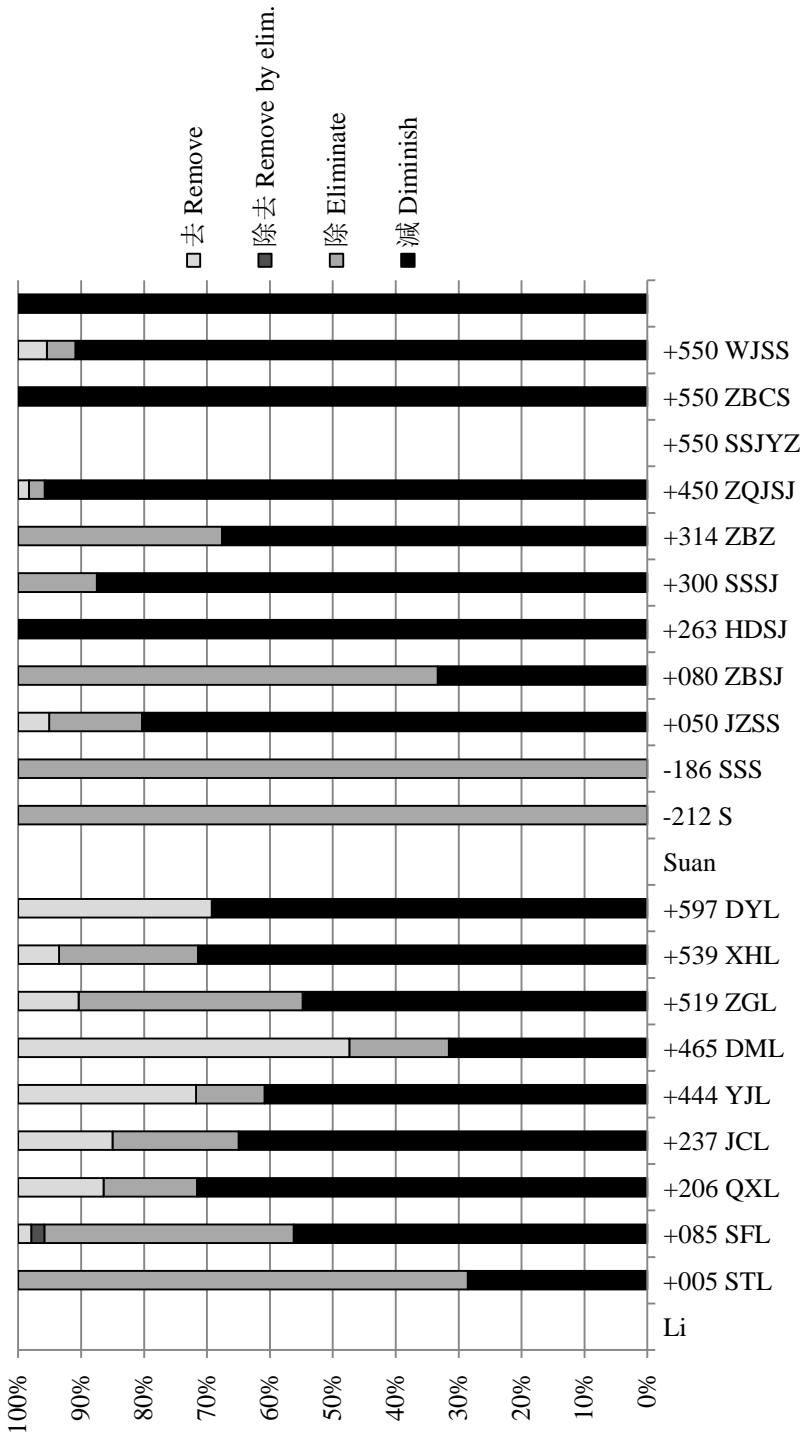 去 Remove
除去 Remove by elim.
除 Eliminate
減 Diminish
100%
90%
80%
70%
60%
50%
40%
30%
20%
10%
0%
Li
+005 STL
+085 SFL
+206 QXL
+237 JCL
+444 YJL
+465 DML
+519 ZGL
+539 XHL
+597 DYL
Suan
-212 S
-186 SSS
+050 JZSS
+080 ZBSJ
+263 HDSJ
+300 SSSJ
+314 ZBZ
+450 ZQJSJ
+550 SSJYZ
+550 ZBCS
+550 WJSS